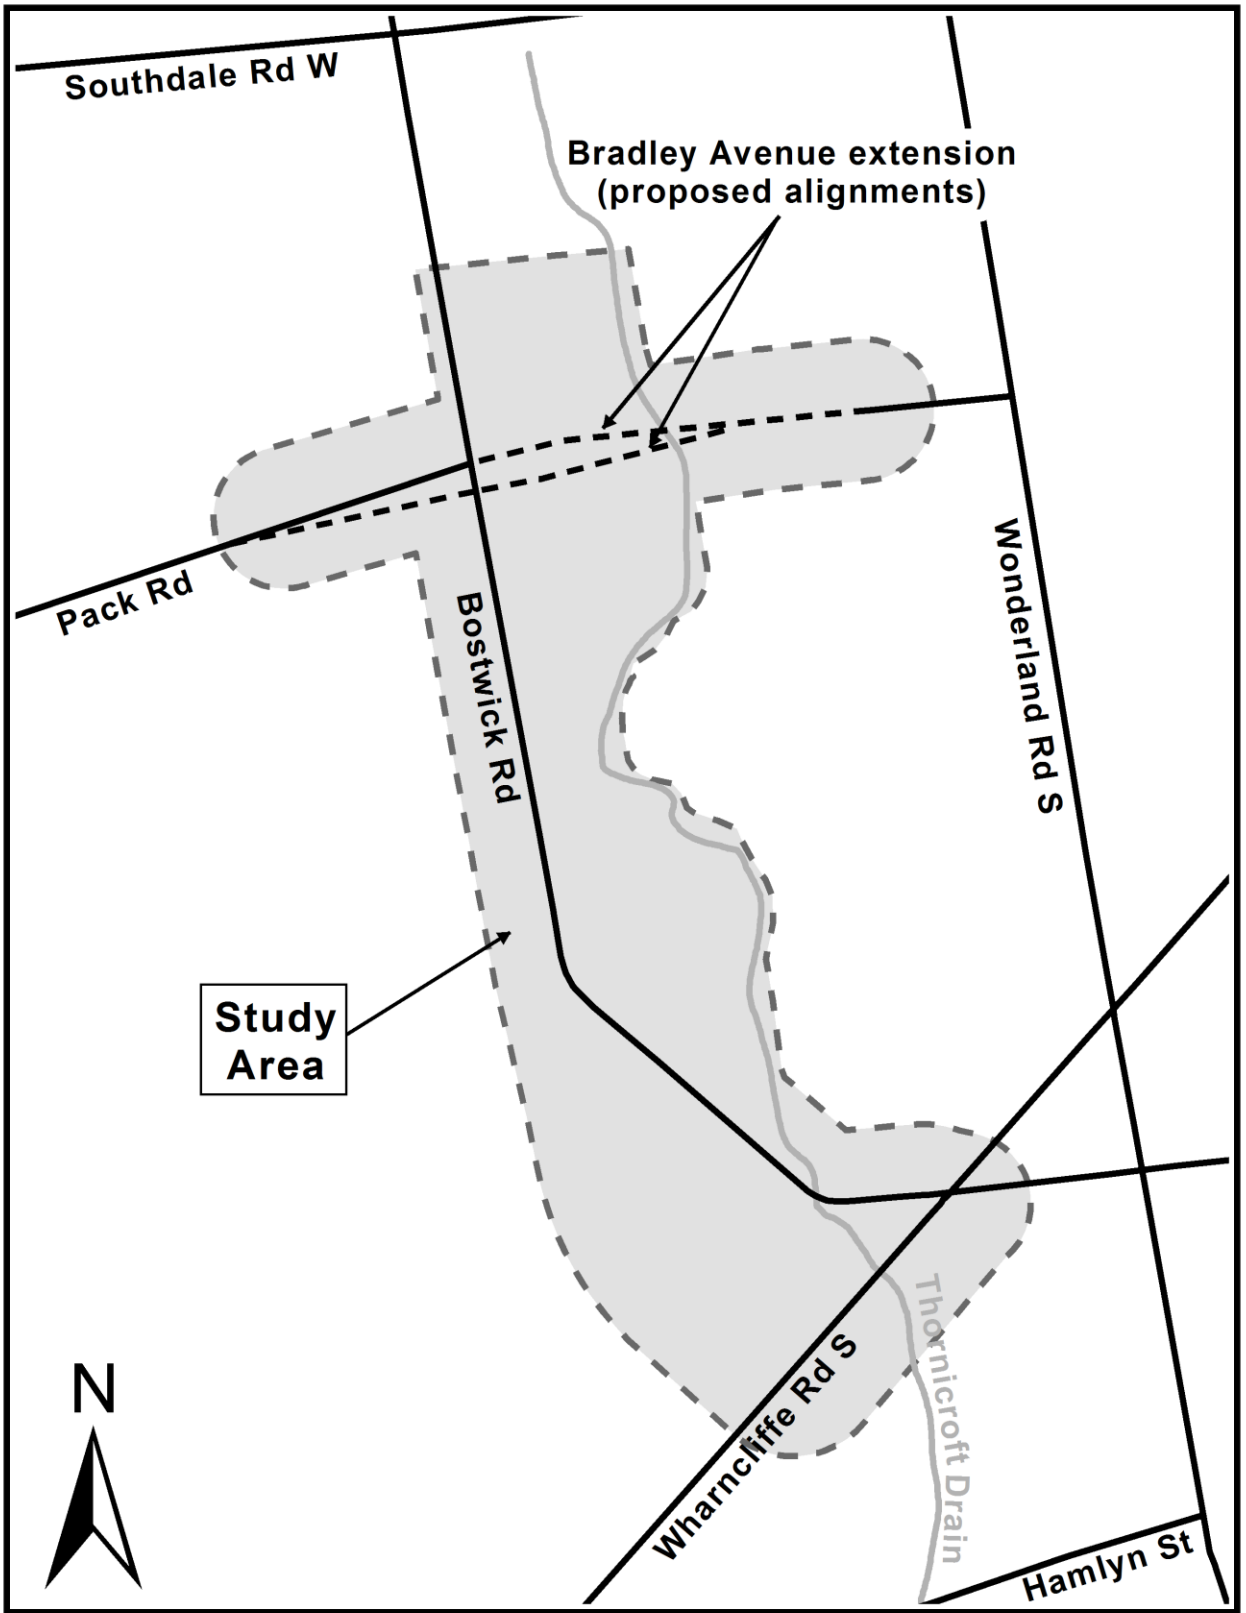 Southdale Rd W
Bradley Avenue extension
(proposed alignments)
Pack Rd
Bostwick Rd
Wonderland Rd S
Study
Area
Thornicroft Drain
Wharncliffe Rd S
N
Hamlyn St